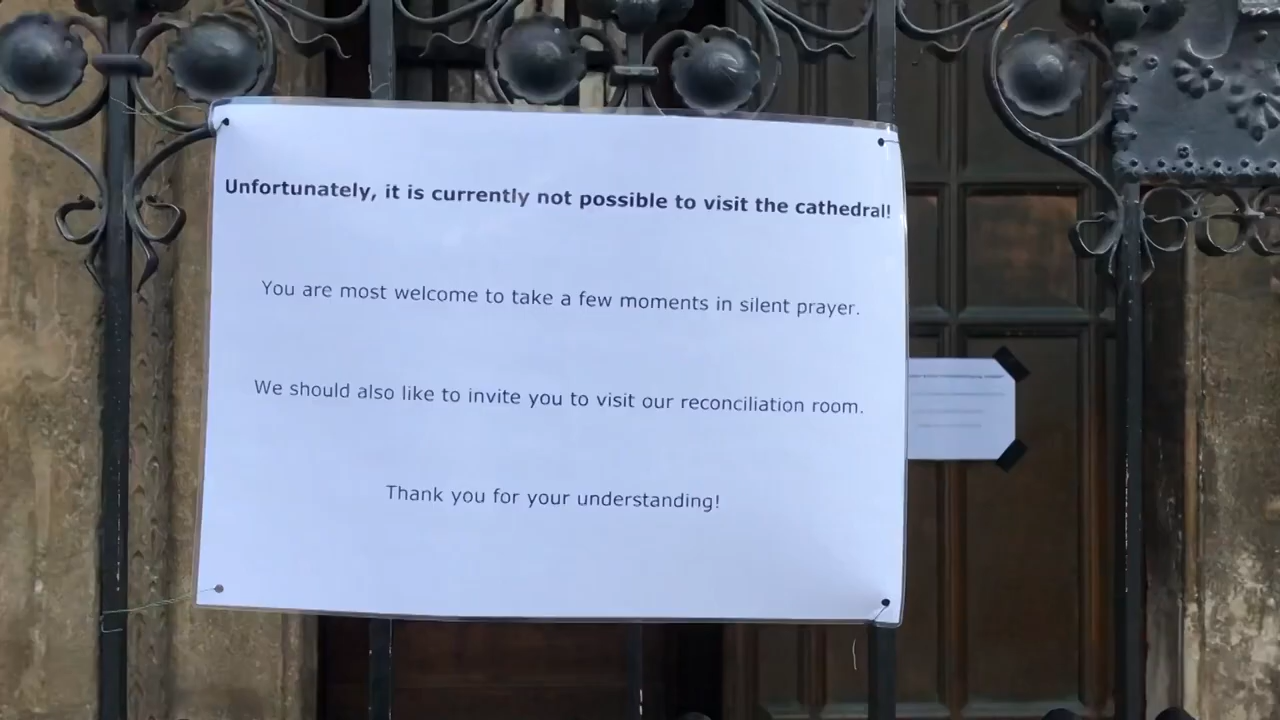 Unfortunately, it is currently not possible to visit the cathedral!
You are most welcome to take a few moments in silent prayer.
We should also like to invite you to visit our reconciliation room.
Thank you for your understanding!